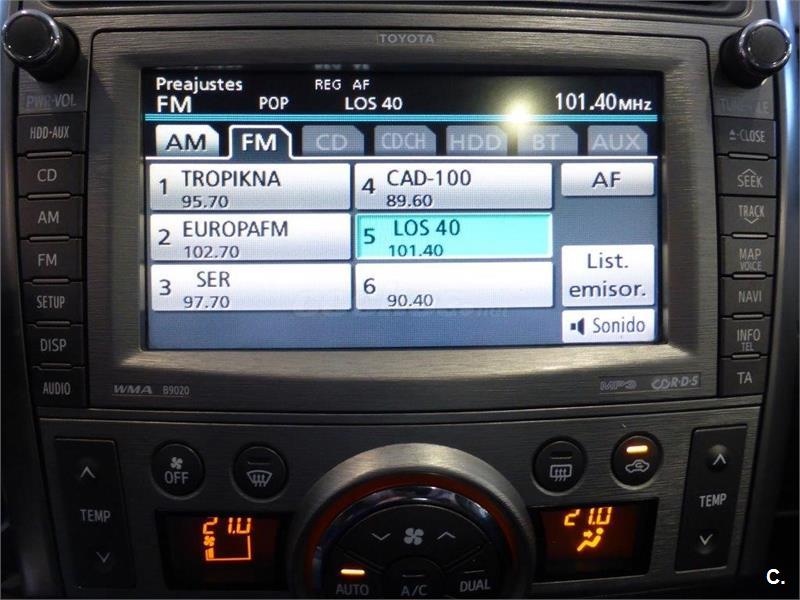 TOYOTA
PWR-VOL
TUNE-FILE
Preajustes REG AF
FM POP LOS 40 101.40MHz
AM FM CD CDCH HDD BT AUX
1 TROPIKNA 95.70
4 CAD-100 89.60
AF
2 EUROPAFM 102.70
5 LOS 40 101.40
List. emisor.
3 SER 97.70
6 90.40
Sonido
HDD·AUX
CD
AM
FM
SETUP
DISP
AUDIO
CLOSE
SEEK
TRACK
MAP
VOICE
NAVI
INFO
TEL
TA
WMA B9020
MP3 R·D·S
OFF
TEMP
TEMP
21.0
21.0
AUTO
A/C
DUAL
C.